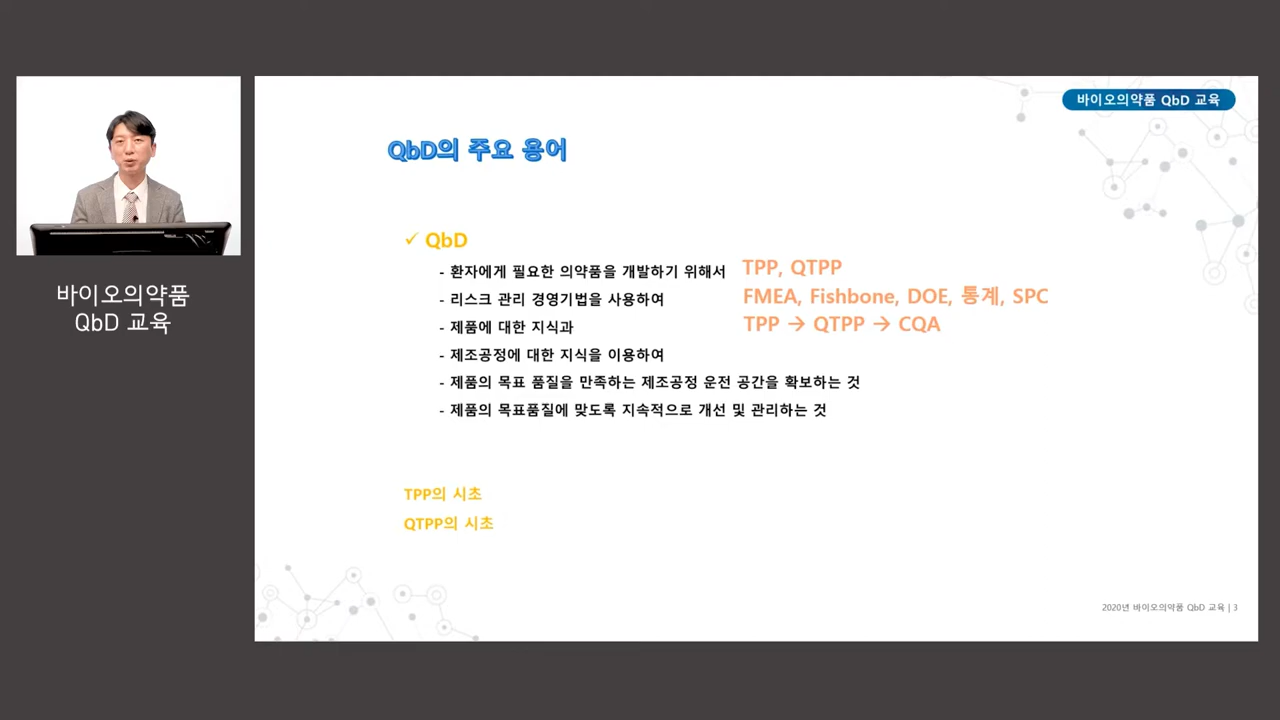 바이오의약품 QbD 교육
QbD의 주요 용어
바이오의약품
QbD 교육
✓ QbD
- 환자에게 필요한 의약품을 개발하기 위해서 TPP, QTPP
- 리스크 관리 경영기법을 사용하여 FMEA, Fishbone, DOE, 통계, SPC
- 제품에 대한 지식과 TPP → QTPP → CQA
- 제조공정에 대한 지식을 이용하여
- 제품의 목표 품질을 만족하는 제조공정 운전 공간을 확보하는 것
- 제품의 목표품질에 맞도록 지속적으로 개선 및 관리하는 것
TPP의 시초
QTPP의 시초
2020년 바이오의약품 QbD 교육 | 3